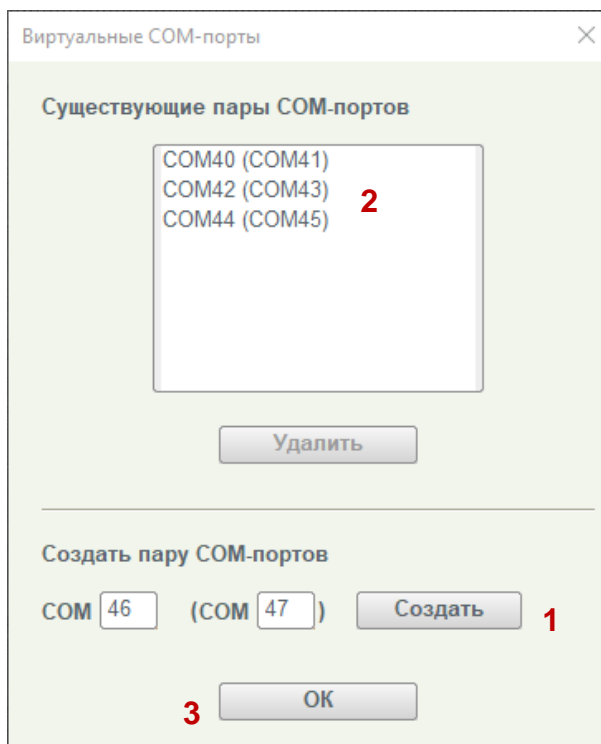 Виртуальные COM-порты
Существующие пары COM-портов
COM40 (COM41)
COM42 (COM43)
COM44 (COM45)
2
Удалить
Создать пару COM-портов
COM 46 (COM 47 ) Создать 1
3 ОК